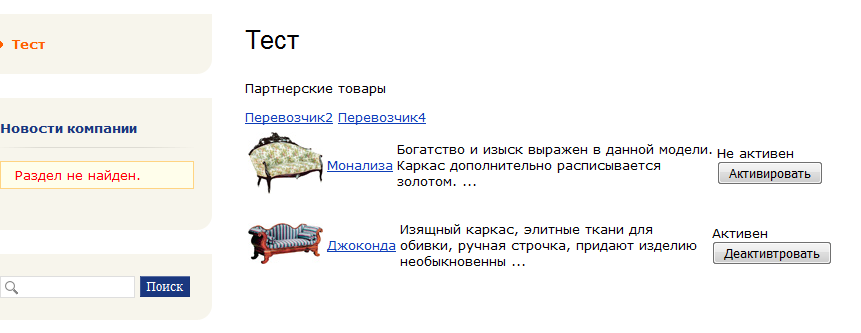 Тест
Новости компании
Раздел не найден.
Поиск
Тест
Партнерские товары
Перевозчик2 Перевозчик4
Монализа
Богатство и изыск выражен в данной модели.
Каркас дополнительно расписывается
золотом. ...
Не активен
Активировать
Джоконда
Изящный каркас, элитные ткани для
обивки, ручная строчка, придают изделию
необыкновенны ...
Активен
Деактивтровать